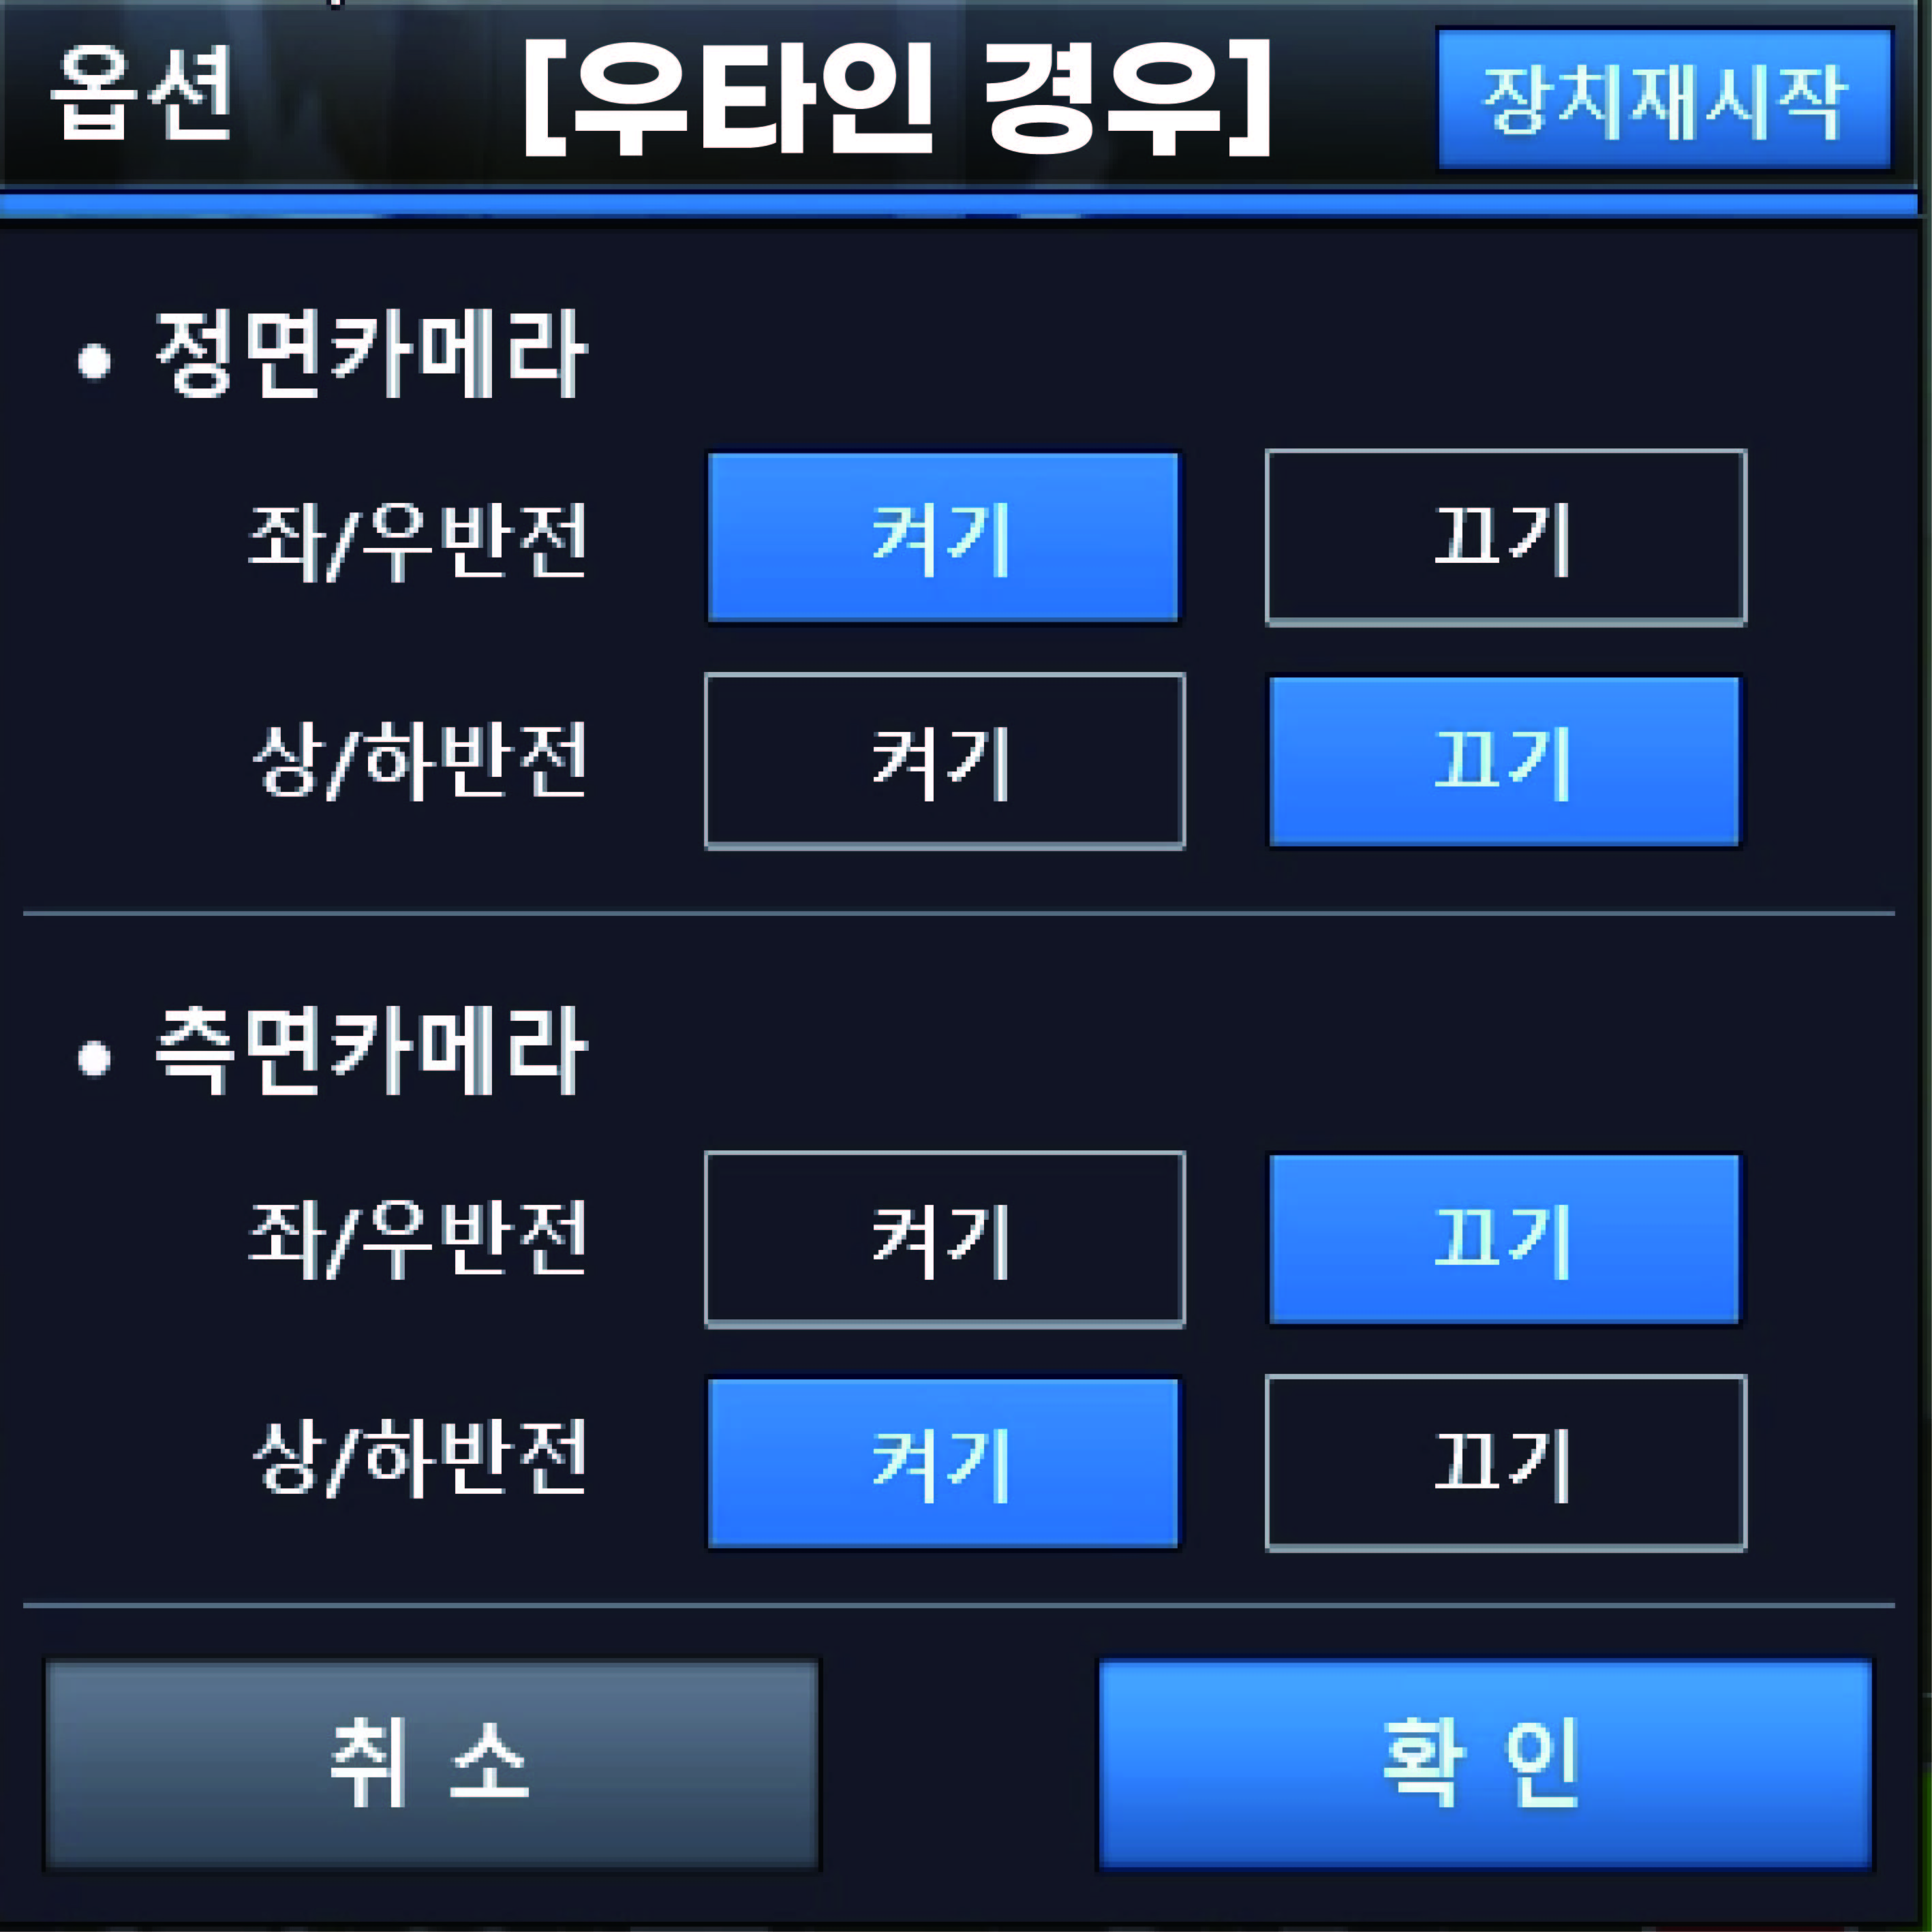 옵션 [우타인 경우] 장치재시작
• 정면카메라
좌/우반전 켜기 끄기
상/하반전 켜기 끄기
• 측면카메라
좌/우반전 켜기 끄기
상/하반전 켜기 끄기
취 소 확 인